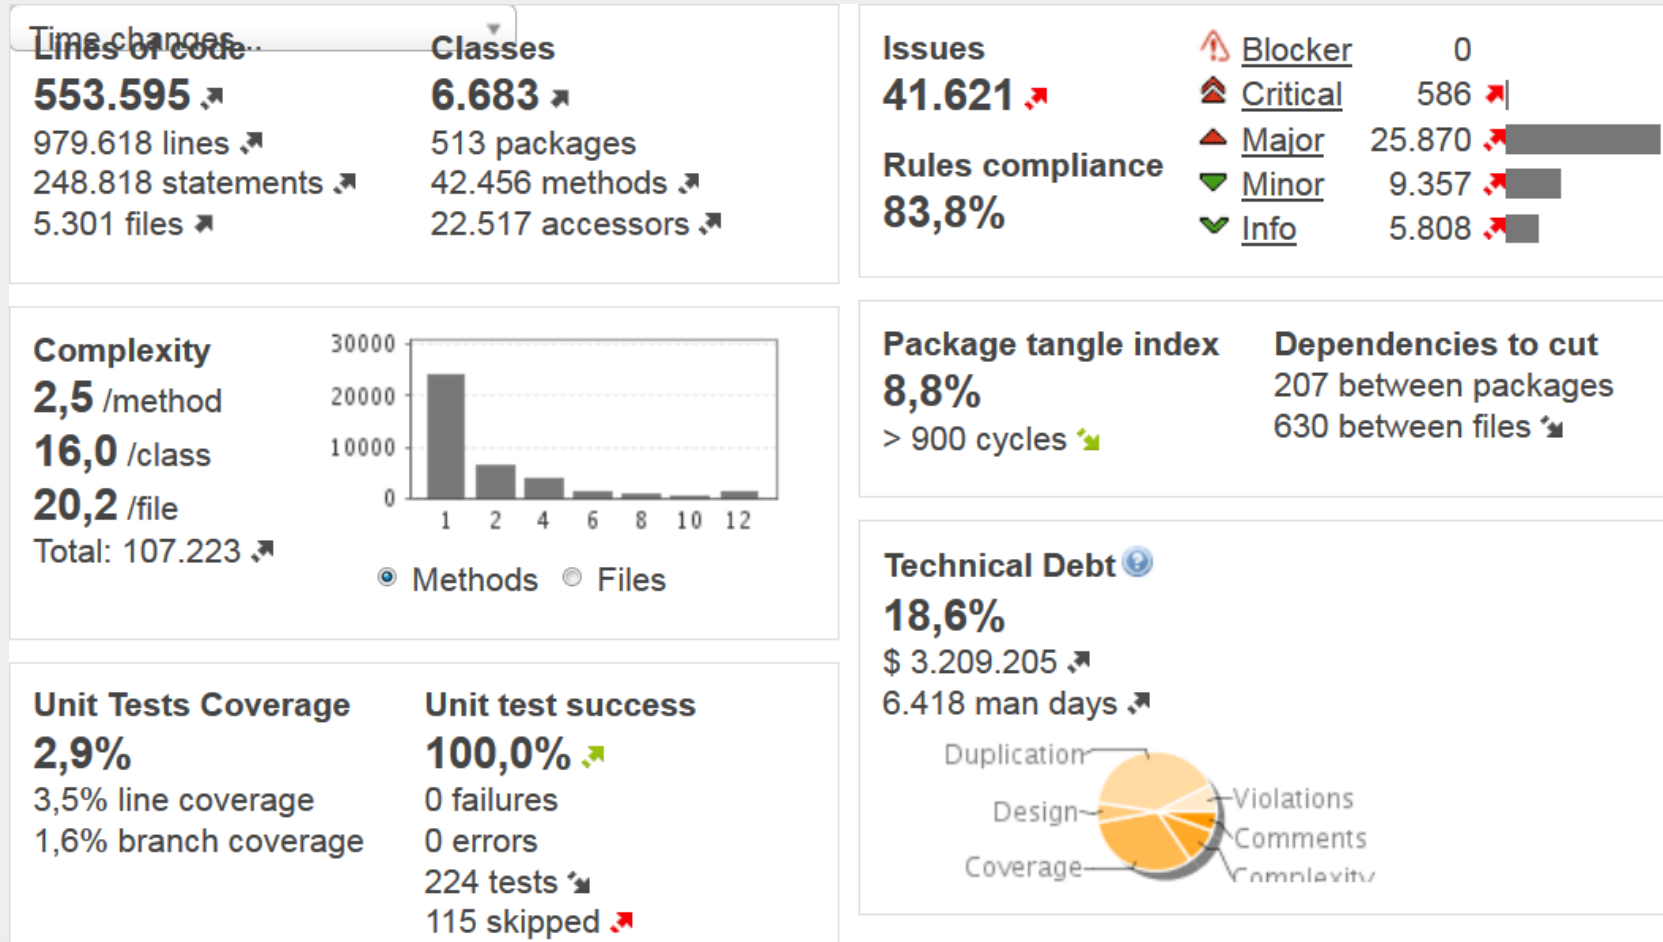 Time changes...
Lines of code
553.595
979.618 lines
248.818 statements
5.301 files
Classes
6.683
513 packages
42.456 methods
22.517 accessors
Issues
41.621
Rules compliance
83,8%
Blocker 0
Critical 586
Major 25.870
Minor 9.357
Info 5.808
Complexity
2,5 /method
16,0 /class
20,2 /file
Total: 107.223
30000
20000
10000
0
1 2 4 6 8 10 12
Methods Files
Package tangle index
8,8%
> 900 cycles
Dependencies to cut
207 between packages
630 between files
Technical Debt ?
18,6%
$ 3.209.205
6.418 man days
Duplication
Design
Coverage
Violations
Comments
Complexity
Unit Tests Coverage
2,9%
3,5% line coverage
1,6% branch coverage
Unit test success
100,0%
0 failures
0 errors
224 tests
115 skipped